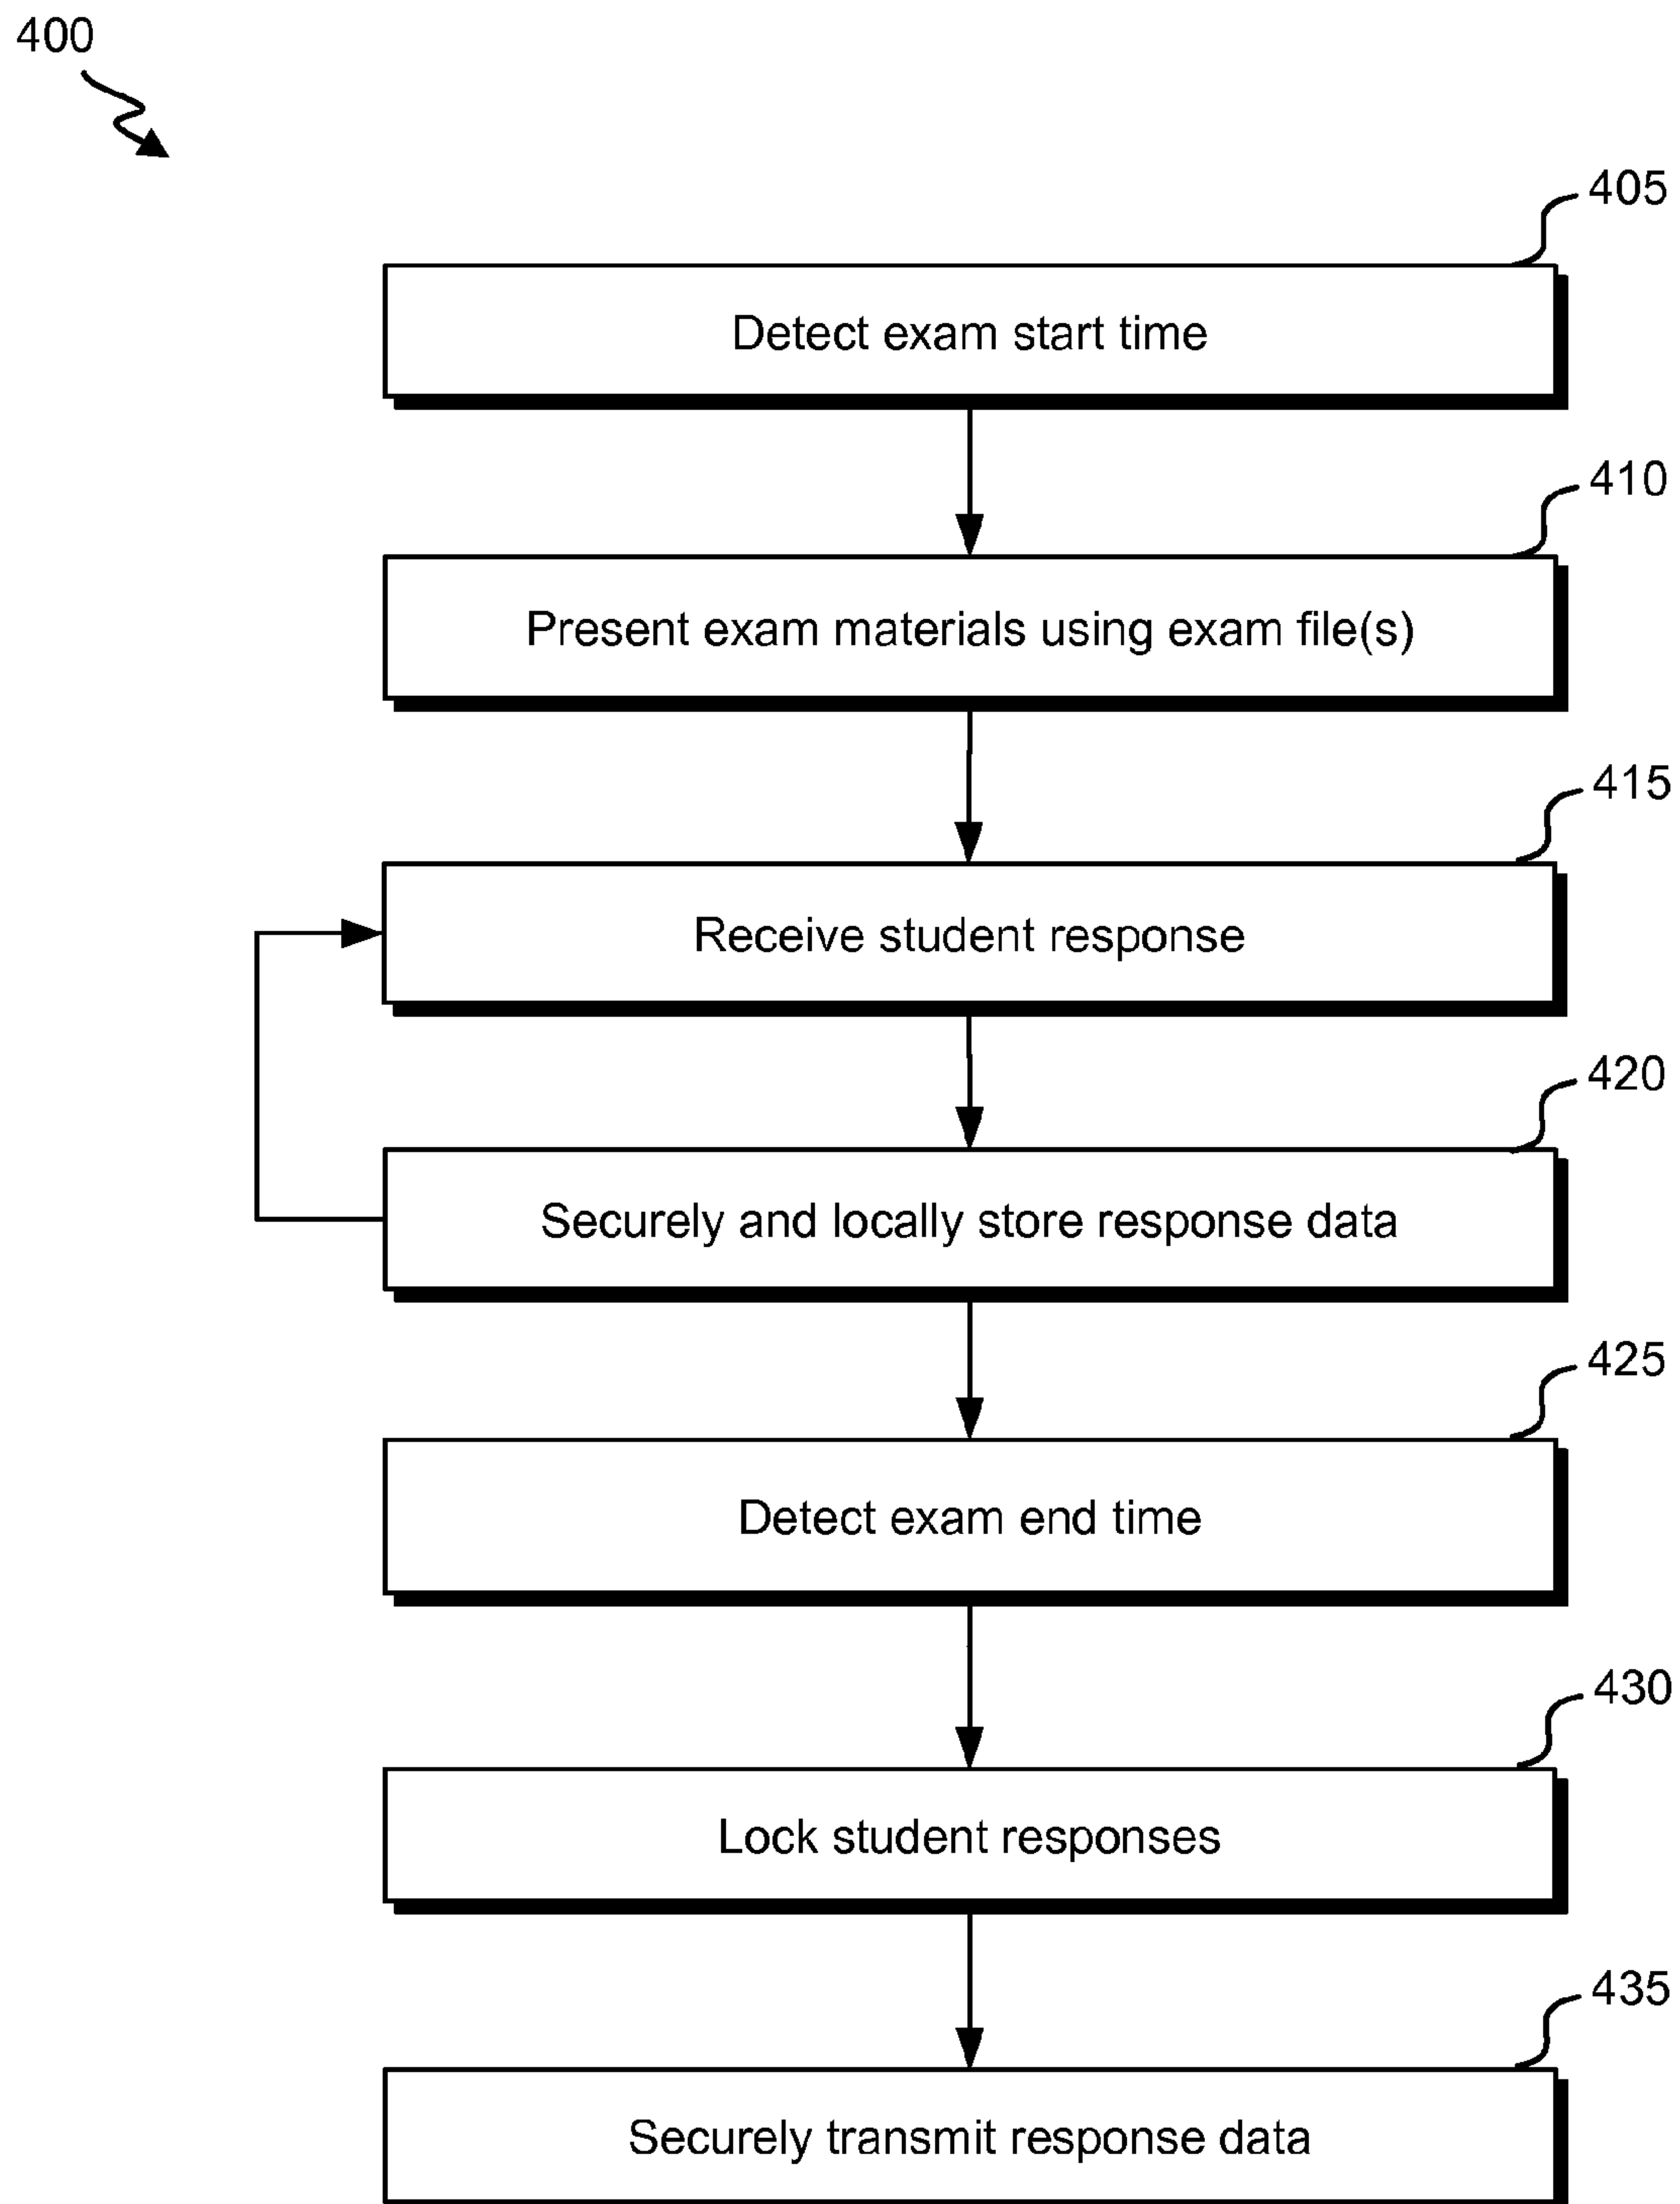 400
405
Detect exam start time
410
Present exam materials using exam file(s)
415
Receive student response
420
Securely and locally store response data
425
Detect exam end time
430
Lock student responses
435
Securely transmit response data